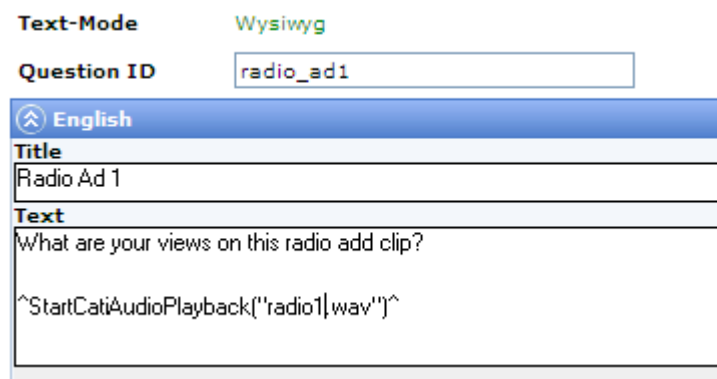 Text-Mode Wysiwyg
Question ID radio_ad1
English
Title
Radio Ad 1
Text
What are your views on this radio add clip?
^StartCatiAudioPlayback("radio1.wav")^